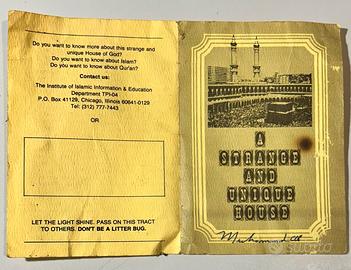 Do you want to know more about this strange and
unique House of God?
Do you want to know about Islam?
Do you want to know about Qur'an?
Contact us:
The Institute of Islamic Information & Education
Department TPI-04
P.O. Box 41129, Chicago, Illinois 60641-0129
Tel: (312) 777-7443
OR
LET THE LIGHT SHINE. PASS ON THIS TRACT
TO OTHERS. DON'T BE A LITTER BUG.
A
STRANGE
AND
UNIQUE
HOUSE
Muhammad Ali
subito